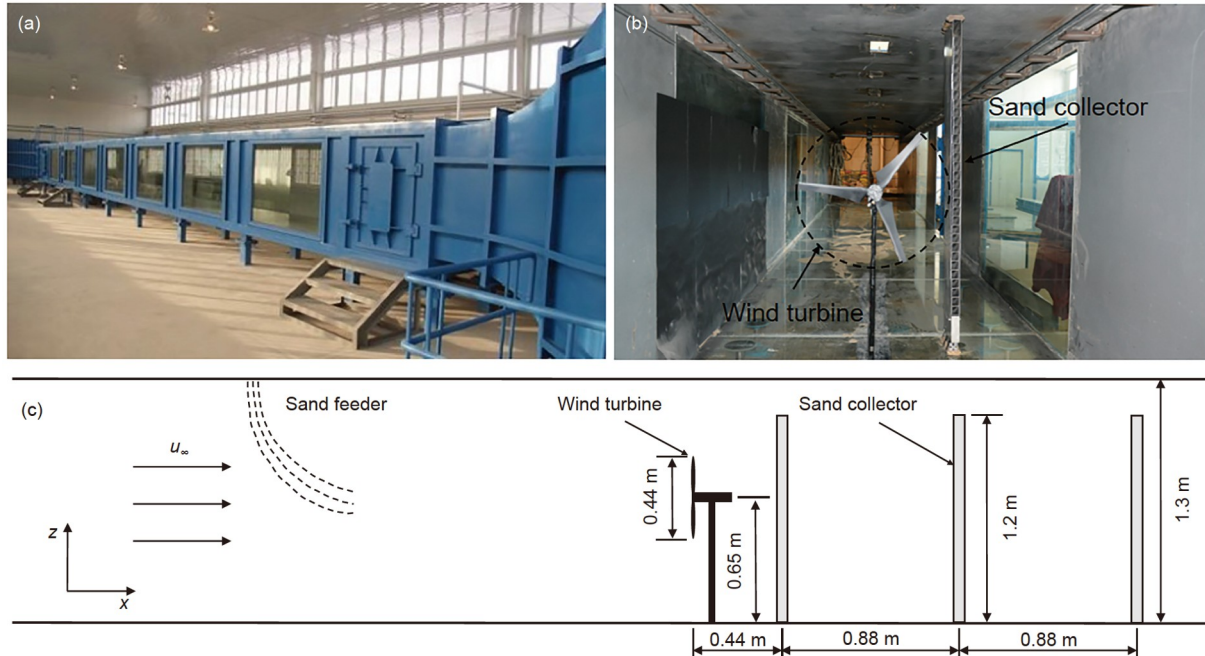 (a)
(b)
Sand collector
Wind turbine
(c)
Sand feeder
Wind turbine
Sand collector
u∞
0.44 m
0.65 m
1.2 m
1.3 m
z
x
0.44 m
0.88 m
0.88 m